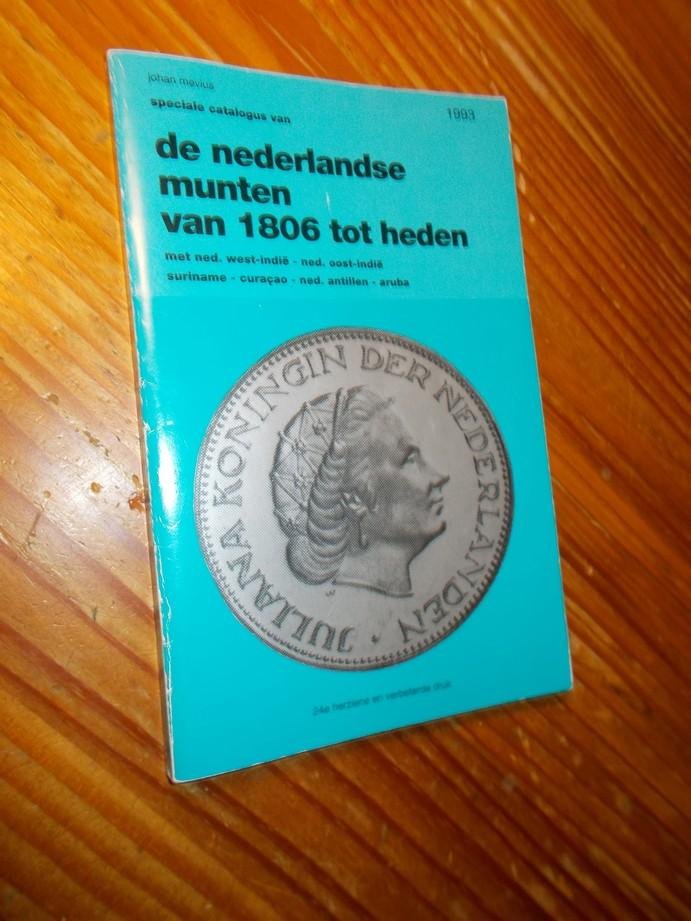 johan mevius
speciale catalogus van
1993
de nederlandse
munten
van 1806 tot heden
met ned. west-indië - ned. oost-indië
suriname - curaçao - ned. antillen - aruba
JULIANA KONINGIN DER NEDERLANDEN
24e herziene en verbeterde druk